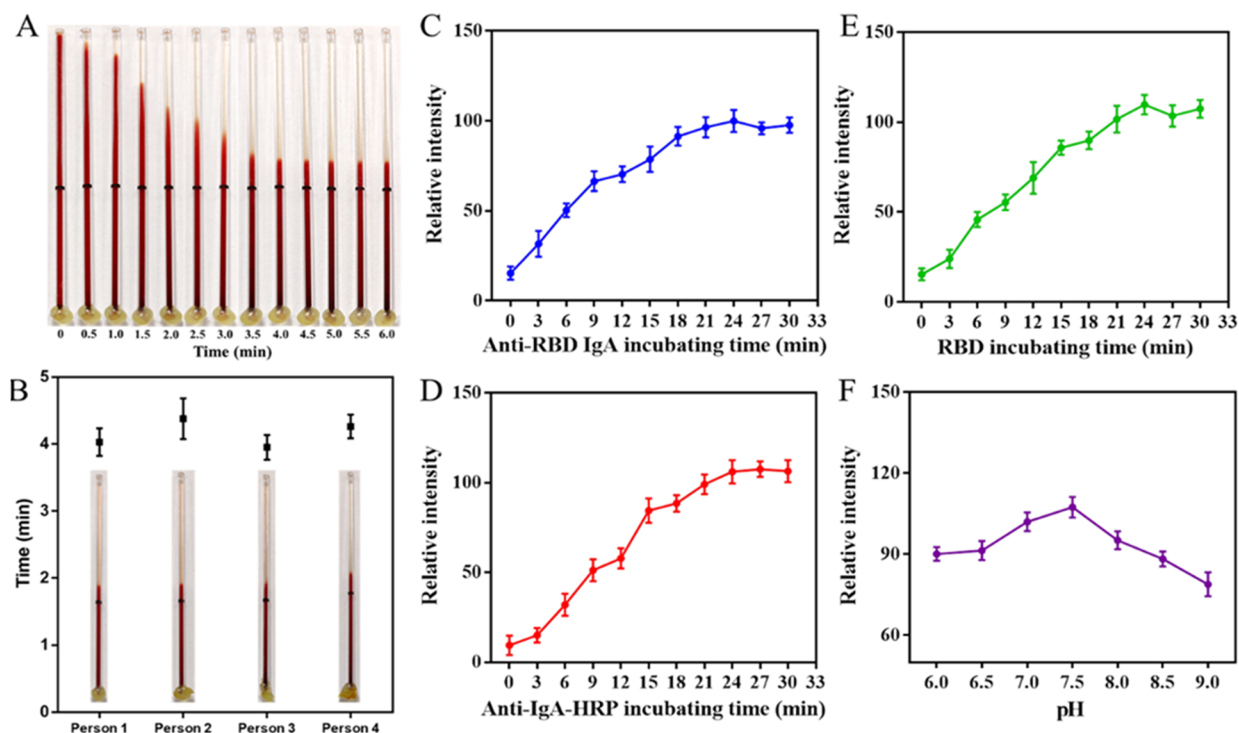 A
0 0.5 1.0 1.5 2.0 2.5 3.0 3.5 4.0 4.5 5.0 5.5 6.0
Time (min)
B
Time (min)
5
4
3
2
1
0
Person 1 Person 2 Person 3 Person 4
C
Relative intensity
150
100
50
0
0 3 6 9 12 15 18 21 24 27 30 33
Anti-RBD IgA incubating time (min)
D
Relative intensity
150
100
50
0
0 3 6 9 12 15 18 21 24 27 30 33
Anti-IgA-HRP incubating time (min)
E
Relative intensity
150
100
50
0
0 3 6 9 12 15 18 21 24 27 30 33
RBD incubating time (min)
F
Relative intensity
150
120
90
60
6.0 6.5 7.0 7.5 8.0 8.5 9.0
pH